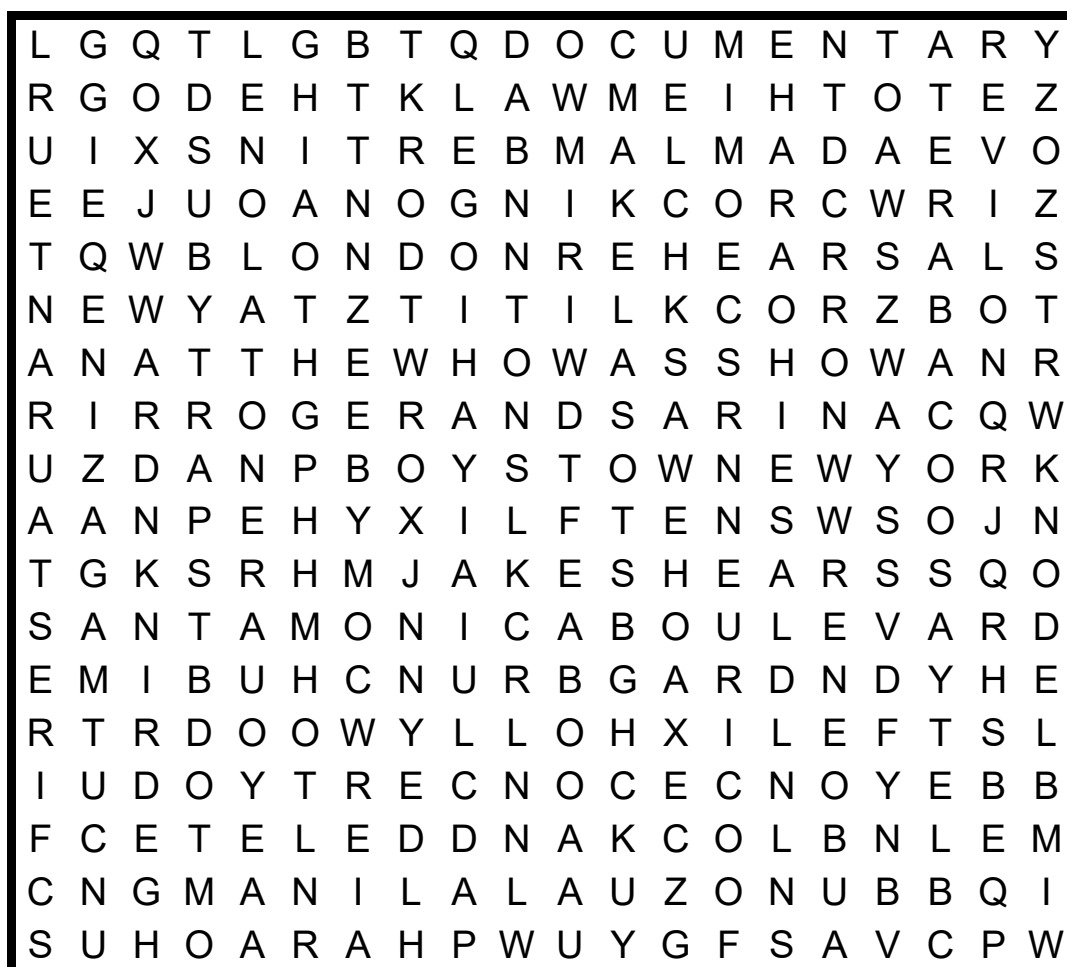 L G Q T L G B T Q D O C U M E N T A R Y
R G O D E H T K L A W M E I H T O T E Z
U I X S N I T R E B M A L M A D A E V O
E E J U O A N O G N I K C O R C W R I Z
T Q W B L O N D O N R E H E A R S A L S
N E W Y A T Z T I T I L K C O R Z B O T
A N A T T H E W H O W A S S H O W A N R
R I R R O G E R A N D S A R I N A C Q W
U Z D A N P B O Y S T O W N E W Y O R K
A A N P E H Y X I L F T E N S W S O J N
T G K S R H M J A K E S H E A R S S Q O
S A N T A M O N I C A B O U L E V A R D
E M I B U H C N U R B G A R D N D Y H E
R T R D O O W Y L L O H X I L E F T S L
I U D O Y T R E C N O C E C N O Y E B B
F C E T E L E D D N A K C O L B N L E M
C N G M A N I L A L A U Z O N U B B Q I
S U H O A R A H P W U Y G F S A V C P W